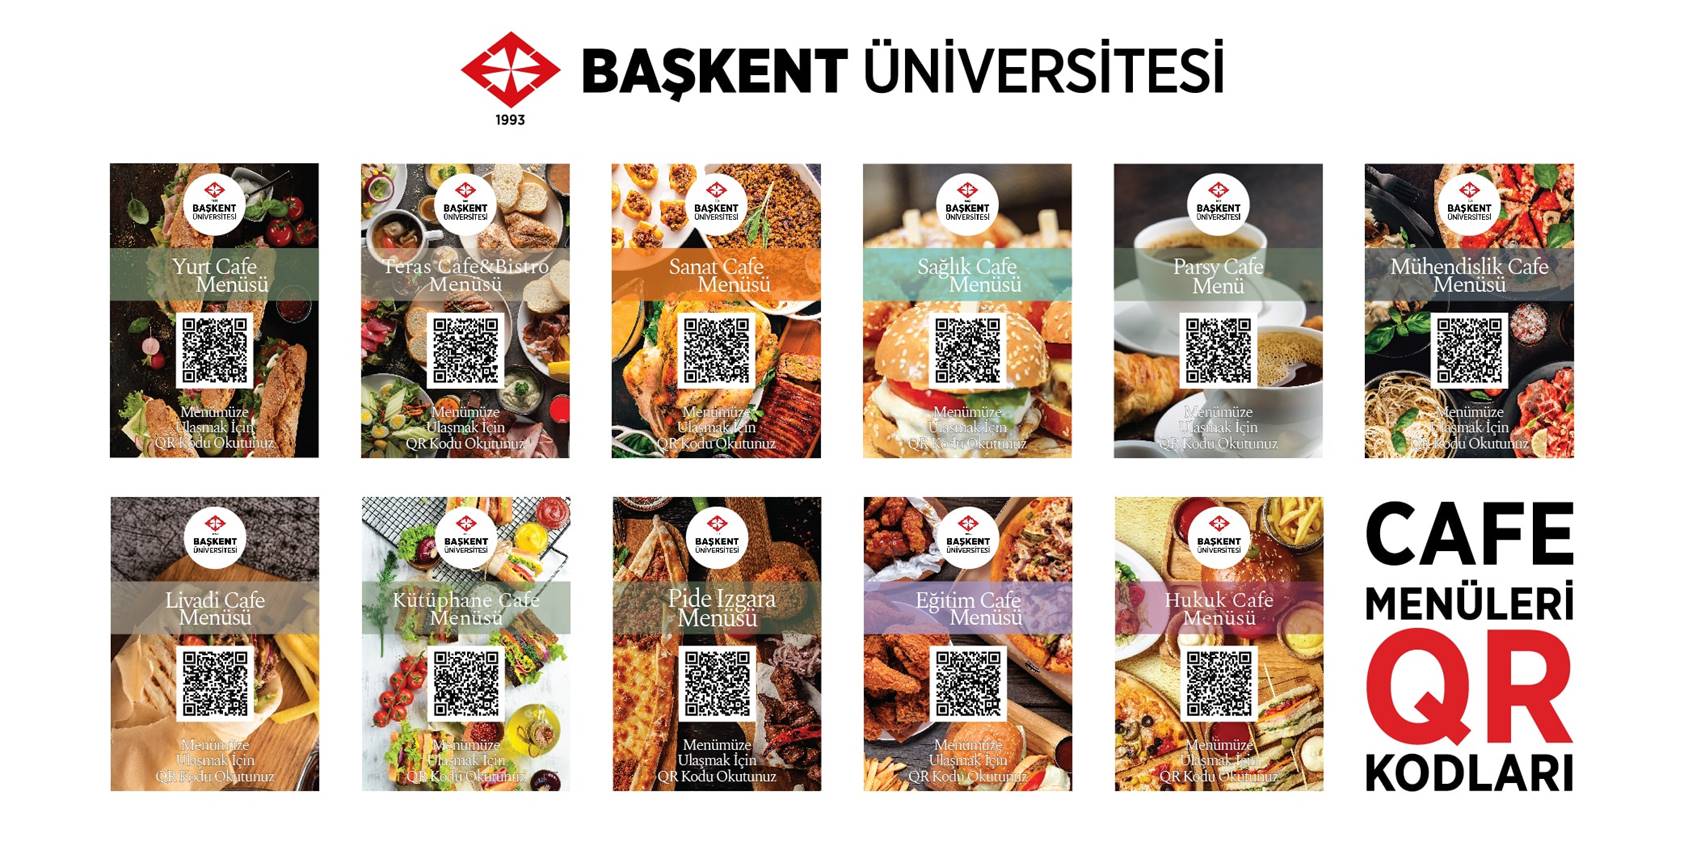 BAŞKENT ÜNİVERSİTESİ
1993
BAŞKENT
ÜNİVERSİTESİ
Yurt Cafe
Menüsü
Menümüze
Ulaşmak İçin
QR Kodu Okutunuz
BAŞKENT
ÜNİVERSİTESİ
Teras Cafe&Bistro
Menüsü
Menümüze
Ulaşmak İçin
QR Kodu Okutunuz
BAŞKENT
ÜNİVERSİTESİ
Sanat Cafe
Menüsü
Menümüze
Ulaşmak İçin
QR Kodu Okutunuz
BAŞKENT
ÜNİVERSİTESİ
Sağlık Cafe
Menüsü
Menümüze
Ulaşmak İçin
QR Kodu Okutunuz
BAŞKENT
ÜNİVERSİTESİ
Parsy Cafe
Menü
Menümüze
Ulaşmak İçin
QR Kodu Okutunuz
BAŞKENT
ÜNİVERSİTESİ
Mühendislik Cafe
Menüsü
Menümüze
Ulaşmak İçin
QR Kodu Okutunuz
BAŞKENT
ÜNİVERSİTESİ
Livadi Cafe
Menüsü
Menümüze
Ulaşmak İçin
QR Kodu Okutunuz
BAŞKENT
ÜNİVERSİTESİ
Kütüphane Cafe
Menüsü
Menümüze
Ulaşmak İçin
QR Kodu Okutunuz
BAŞKENT
ÜNİVERSİTESİ
Pide Izgara
Menüsü
Menümüze
Ulaşmak İçin
QR Kodu Okutunuz
BAŞKENT
ÜNİVERSİTESİ
Eğitim Cafe
Menüsü
Menümüze
Ulaşmak İçin
QR Kodu Okutunuz
BAŞKENT
ÜNİVERSİTESİ
Hukuk Cafe
Menüsü
Menümüze
Ulaşmak İçin
QR Kodu Okutunuz
CAFE
MENÜLERİ
QR
KODLARI